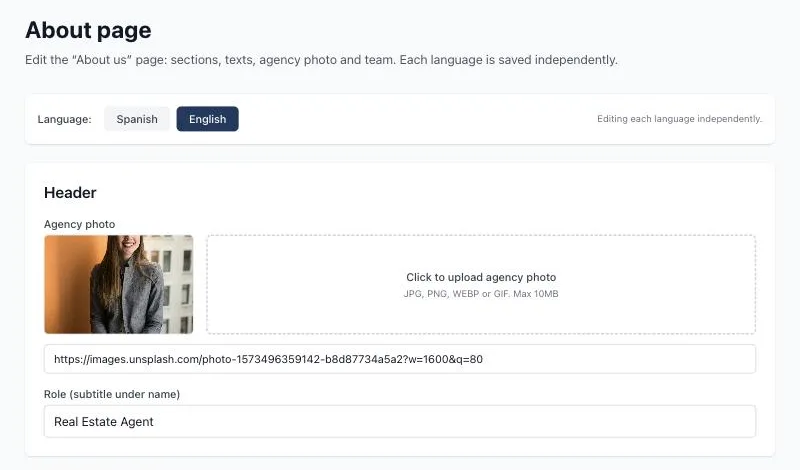 About page
Edit the “About us” page: sections, texts, agency photo and team. Each language is saved independently.
Language:
Spanish
English
Editing each language independently.
Header
Agency photo
Click to upload agency photo
JPG, PNG, WEBP or GIF. Max 10MB
https://images.unsplash.com/photo-1573496359142-b8d87734a5a2?w=1600&q=80
Role (subtitle under name)
Real Estate Agent